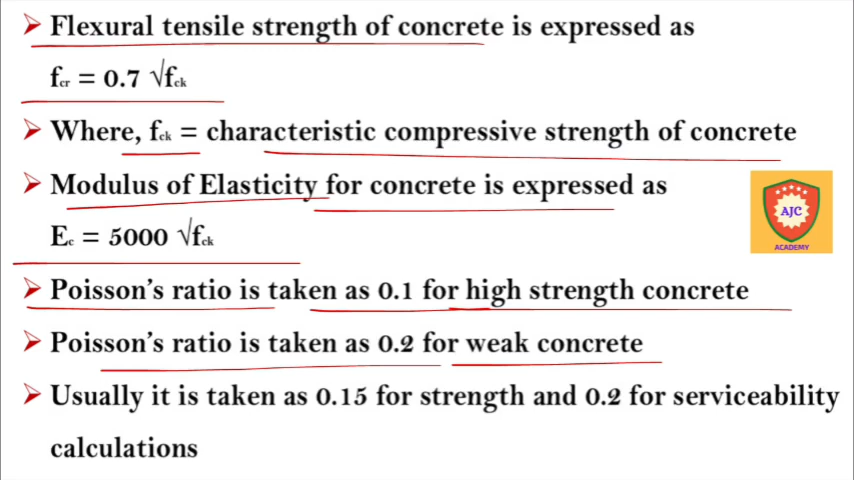 ➤ Flexural tensile strength of concrete is expressed as
fcr = 0.7 √fck
➤ Where, fck = characteristic compressive strength of concrete
➤ Modulus of Elasticity for concrete is expressed as
Ec = 5000 √fck
➤ Poisson's ratio is taken as 0.1 for high strength concrete
➤ Poisson's ratio is taken as 0.2 for weak concrete
➤ Usually it is taken as 0.15 for strength and 0.2 for serviceability
calculations
AJC
ACADEMY